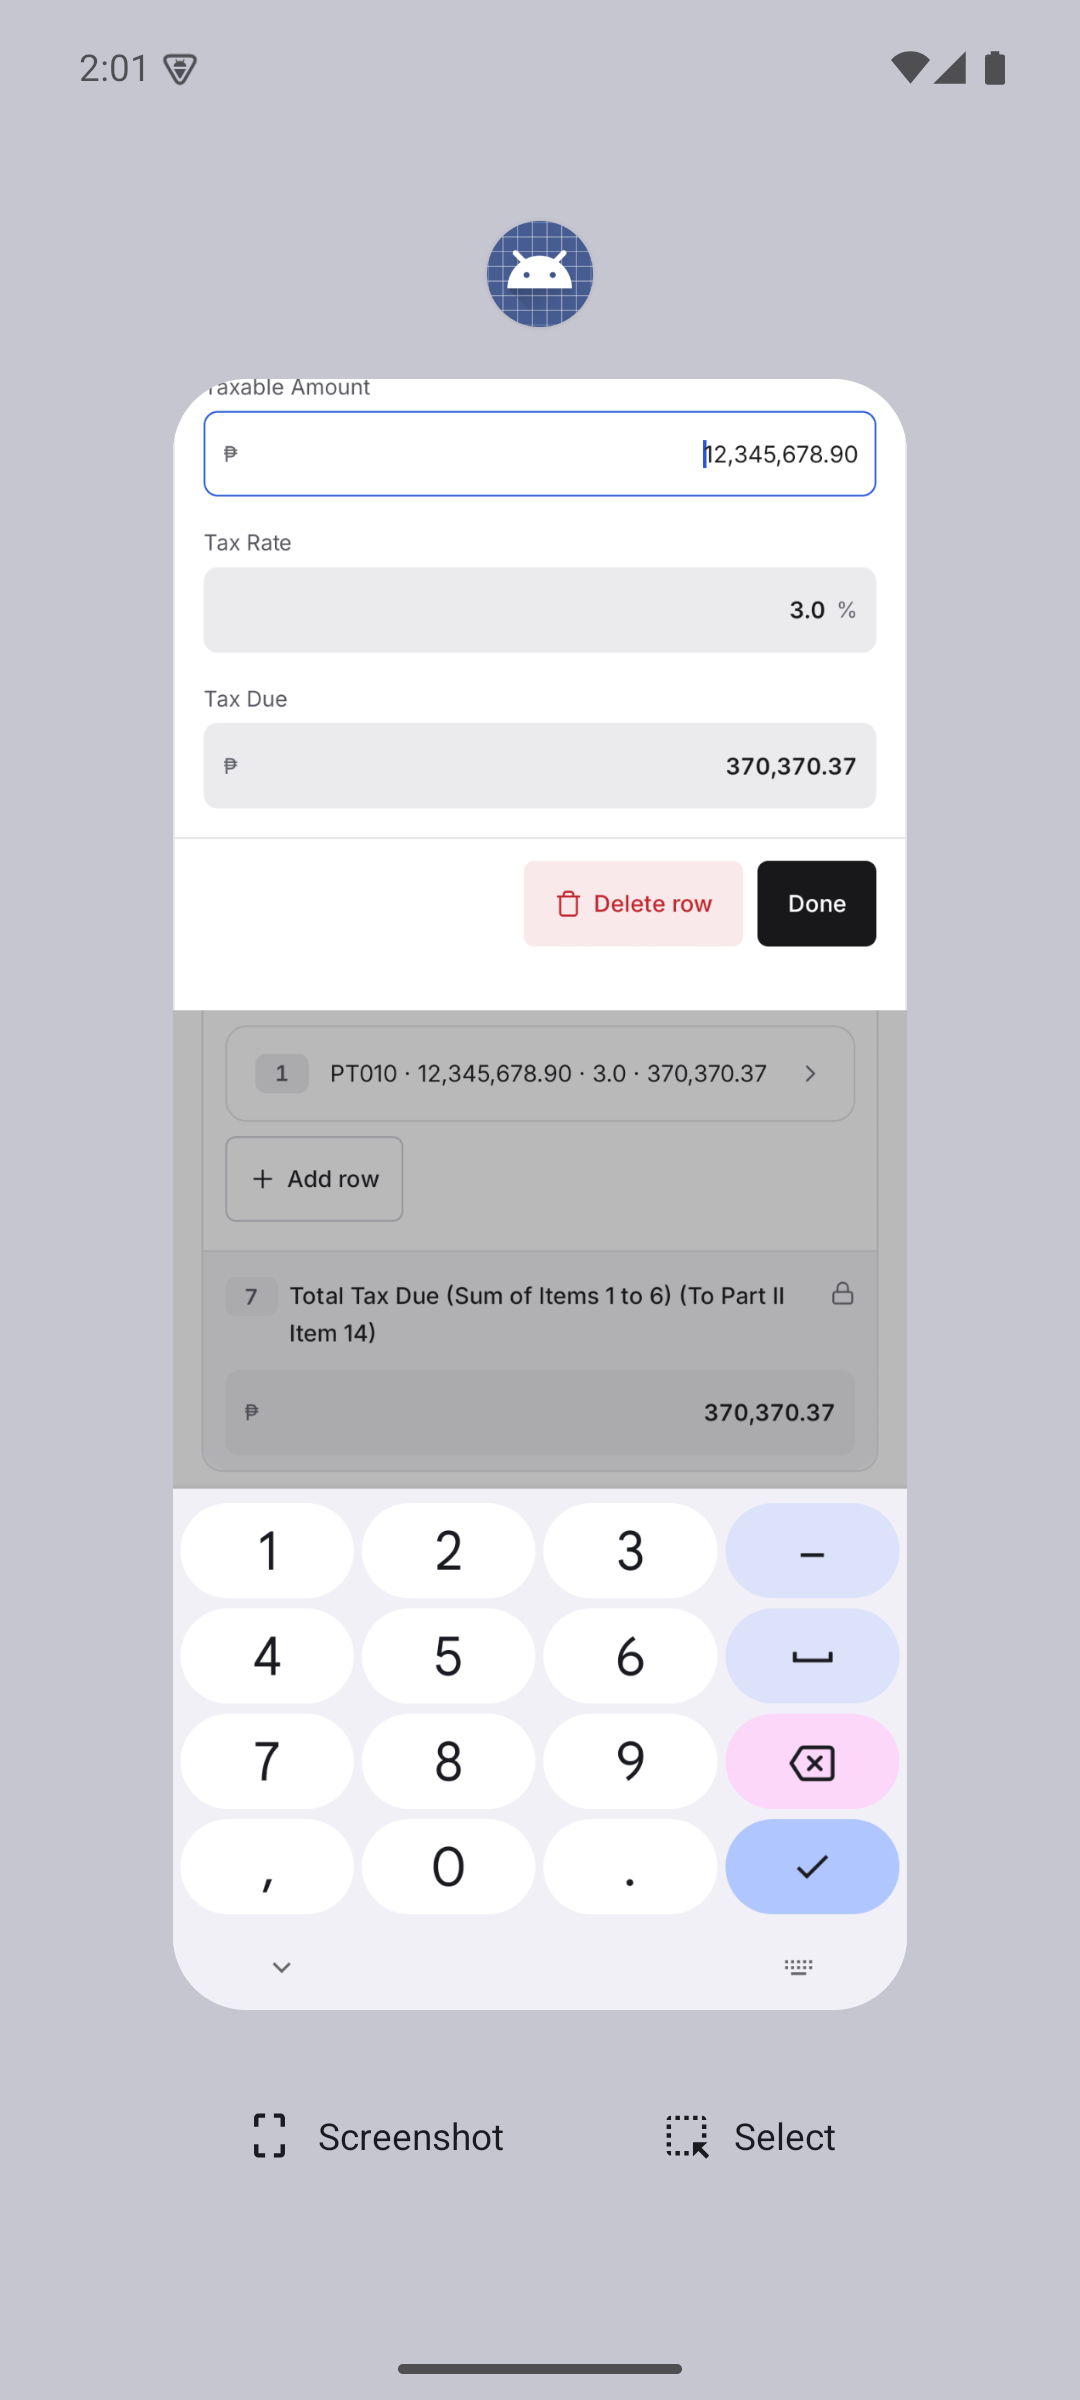 2:01
Taxable Amount
₱ 12,345,678.90
Tax Rate
3.0 %
Tax Due
₱ 370,370.37
Delete row Done
1 PT010 · 12,345,678.90 · 3.0 · 370,370.37
+ Add row
7 Total Tax Due (Sum of Items 1 to 6) (To Part II
Item 14)
₱ 370,370.37
1 2 3 –
4 5 6
7 8 9
, 0 .
Screenshot Select